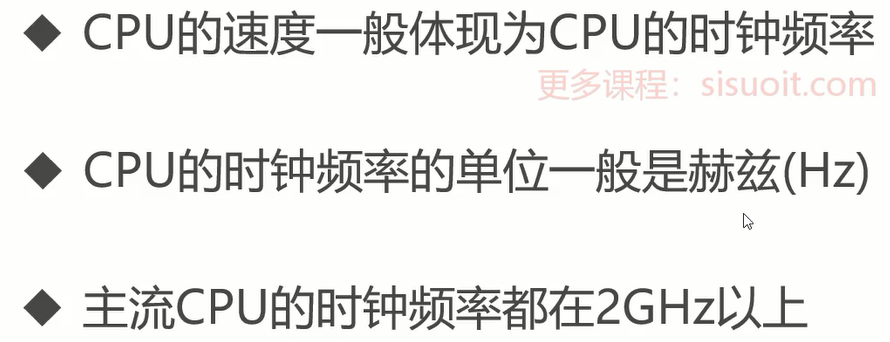 ◆ CPU的速度一般体现为CPU的时钟频率
更多课程：sisuoit.com
◆ CPU的时钟频率的单位一般是赫兹(Hz)
◆ 主流CPU的时钟频率都在2GHz以上